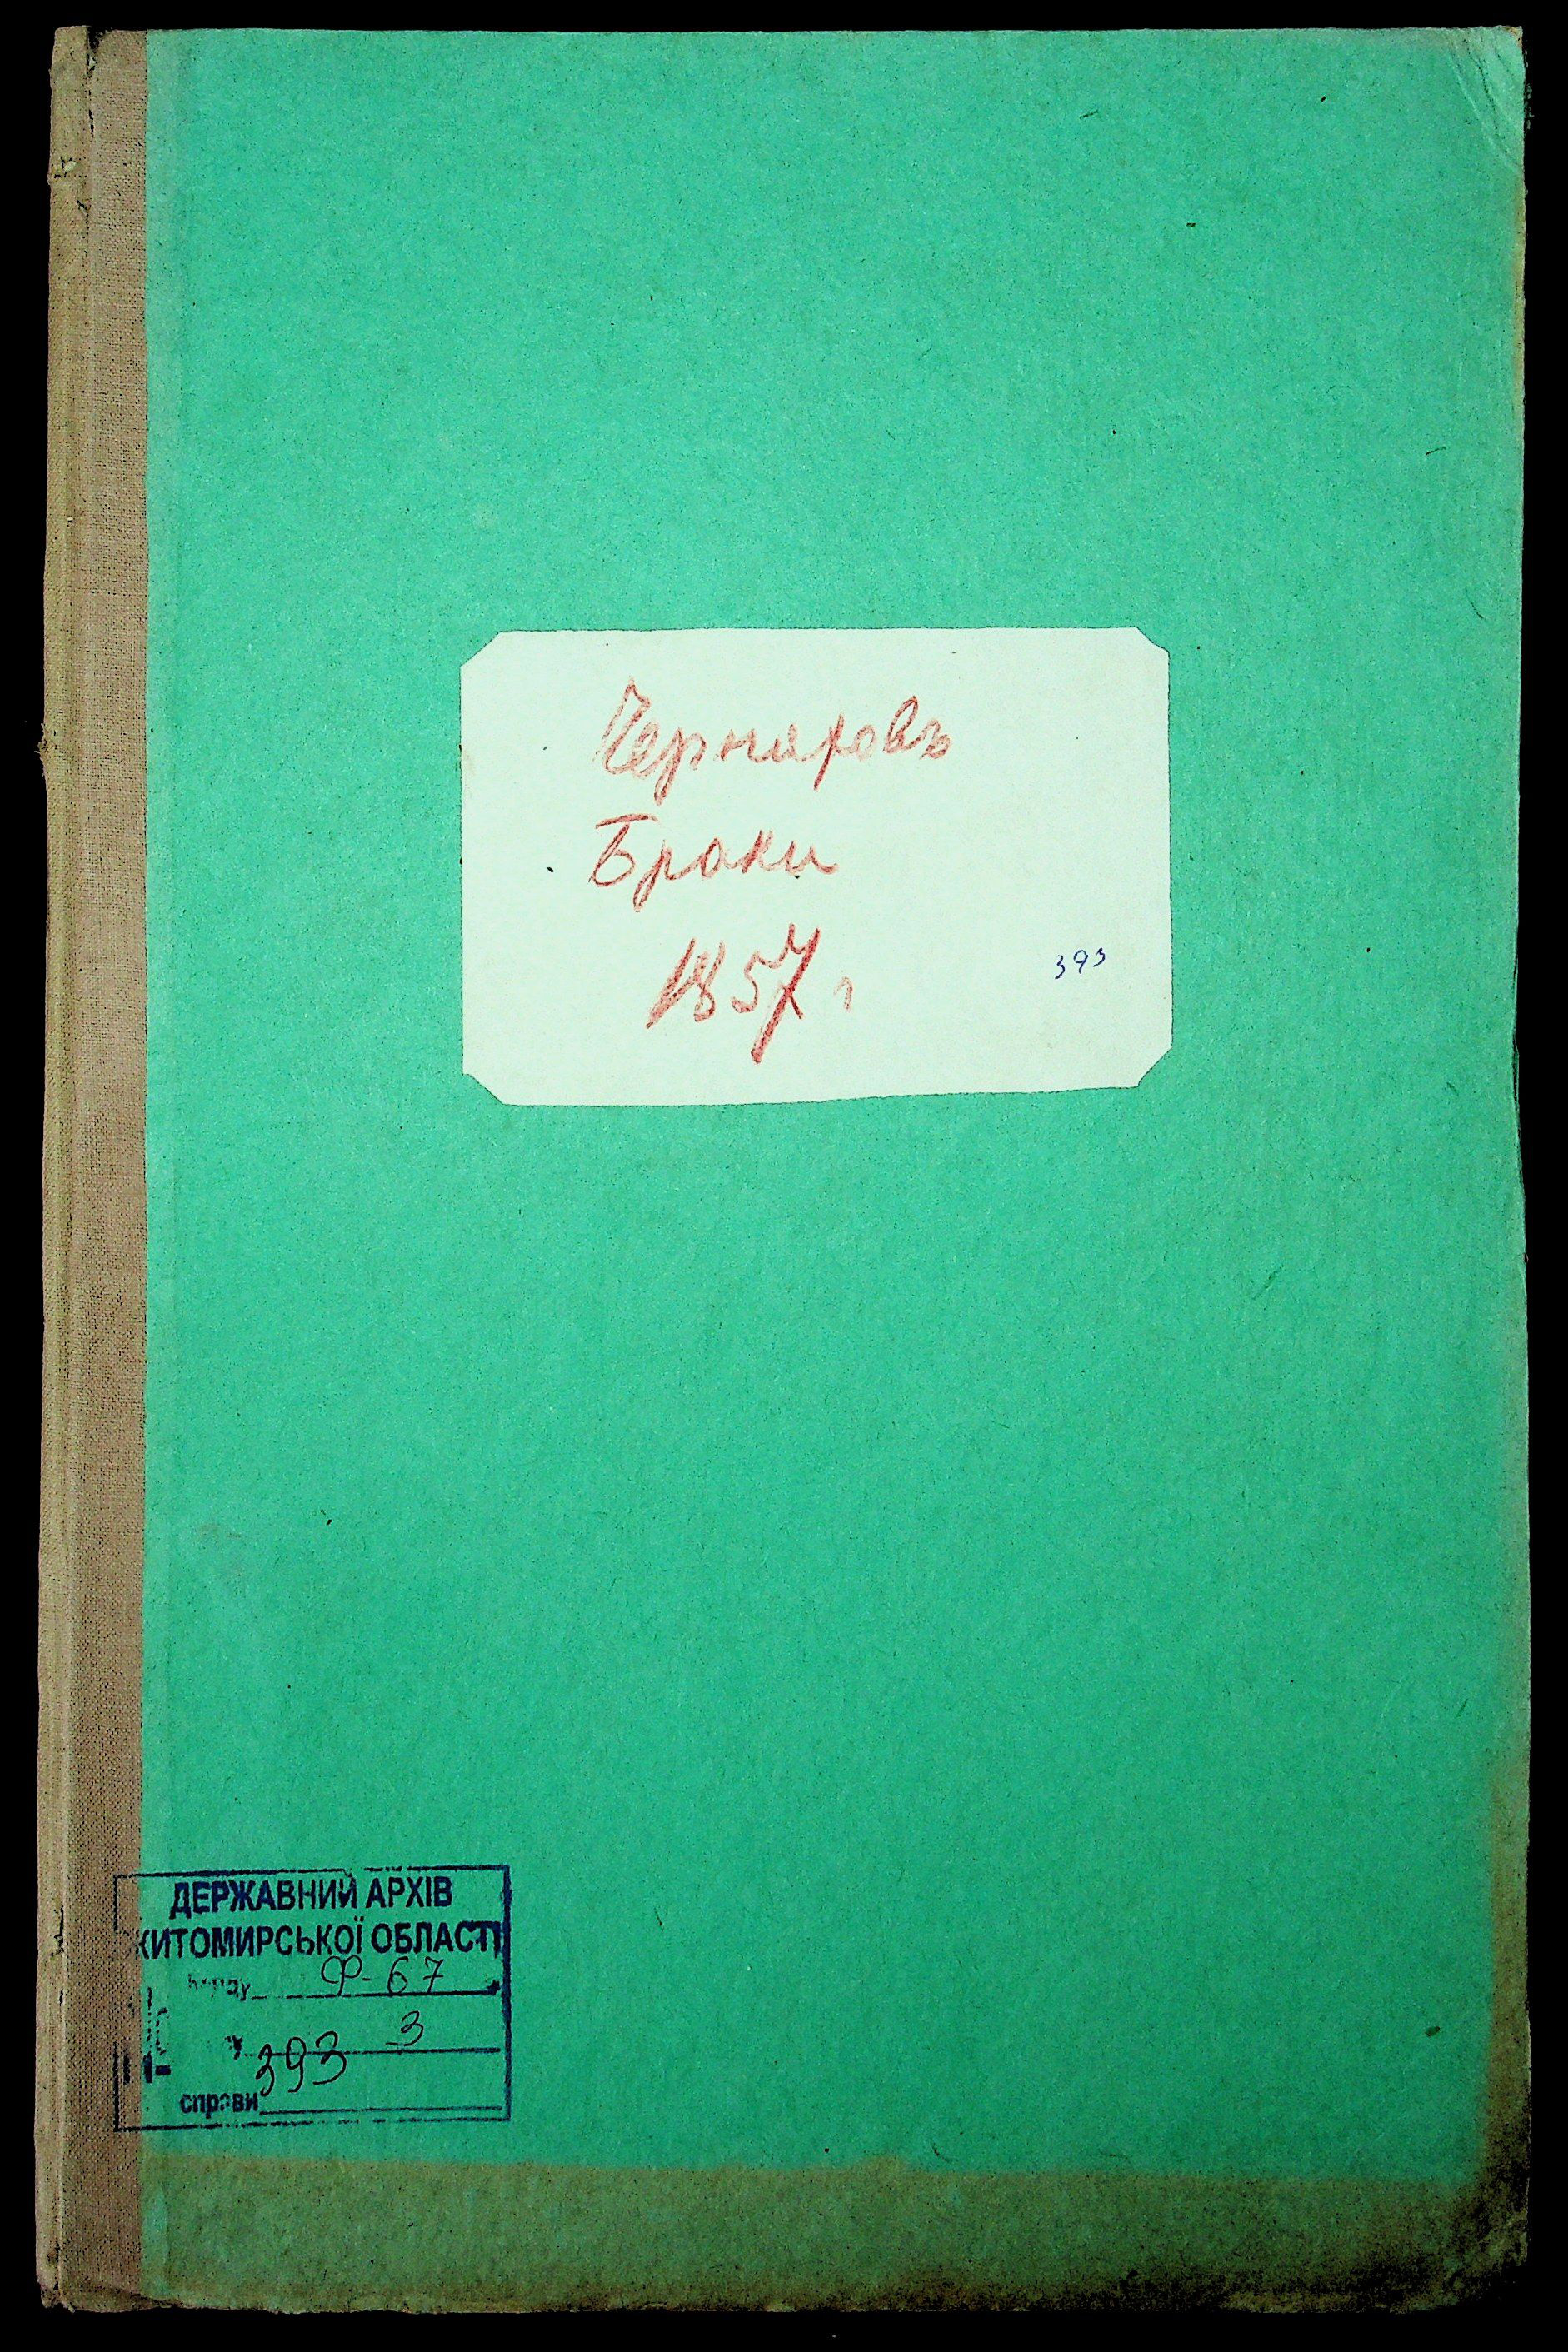 Черняховъ
Браки
1857 г
393
ДЕРЖАВНИЙ АРХІВ
ЖИТОМИРСЬКОЇ ОБЛАСТІ
Ф-67
3
393
справи